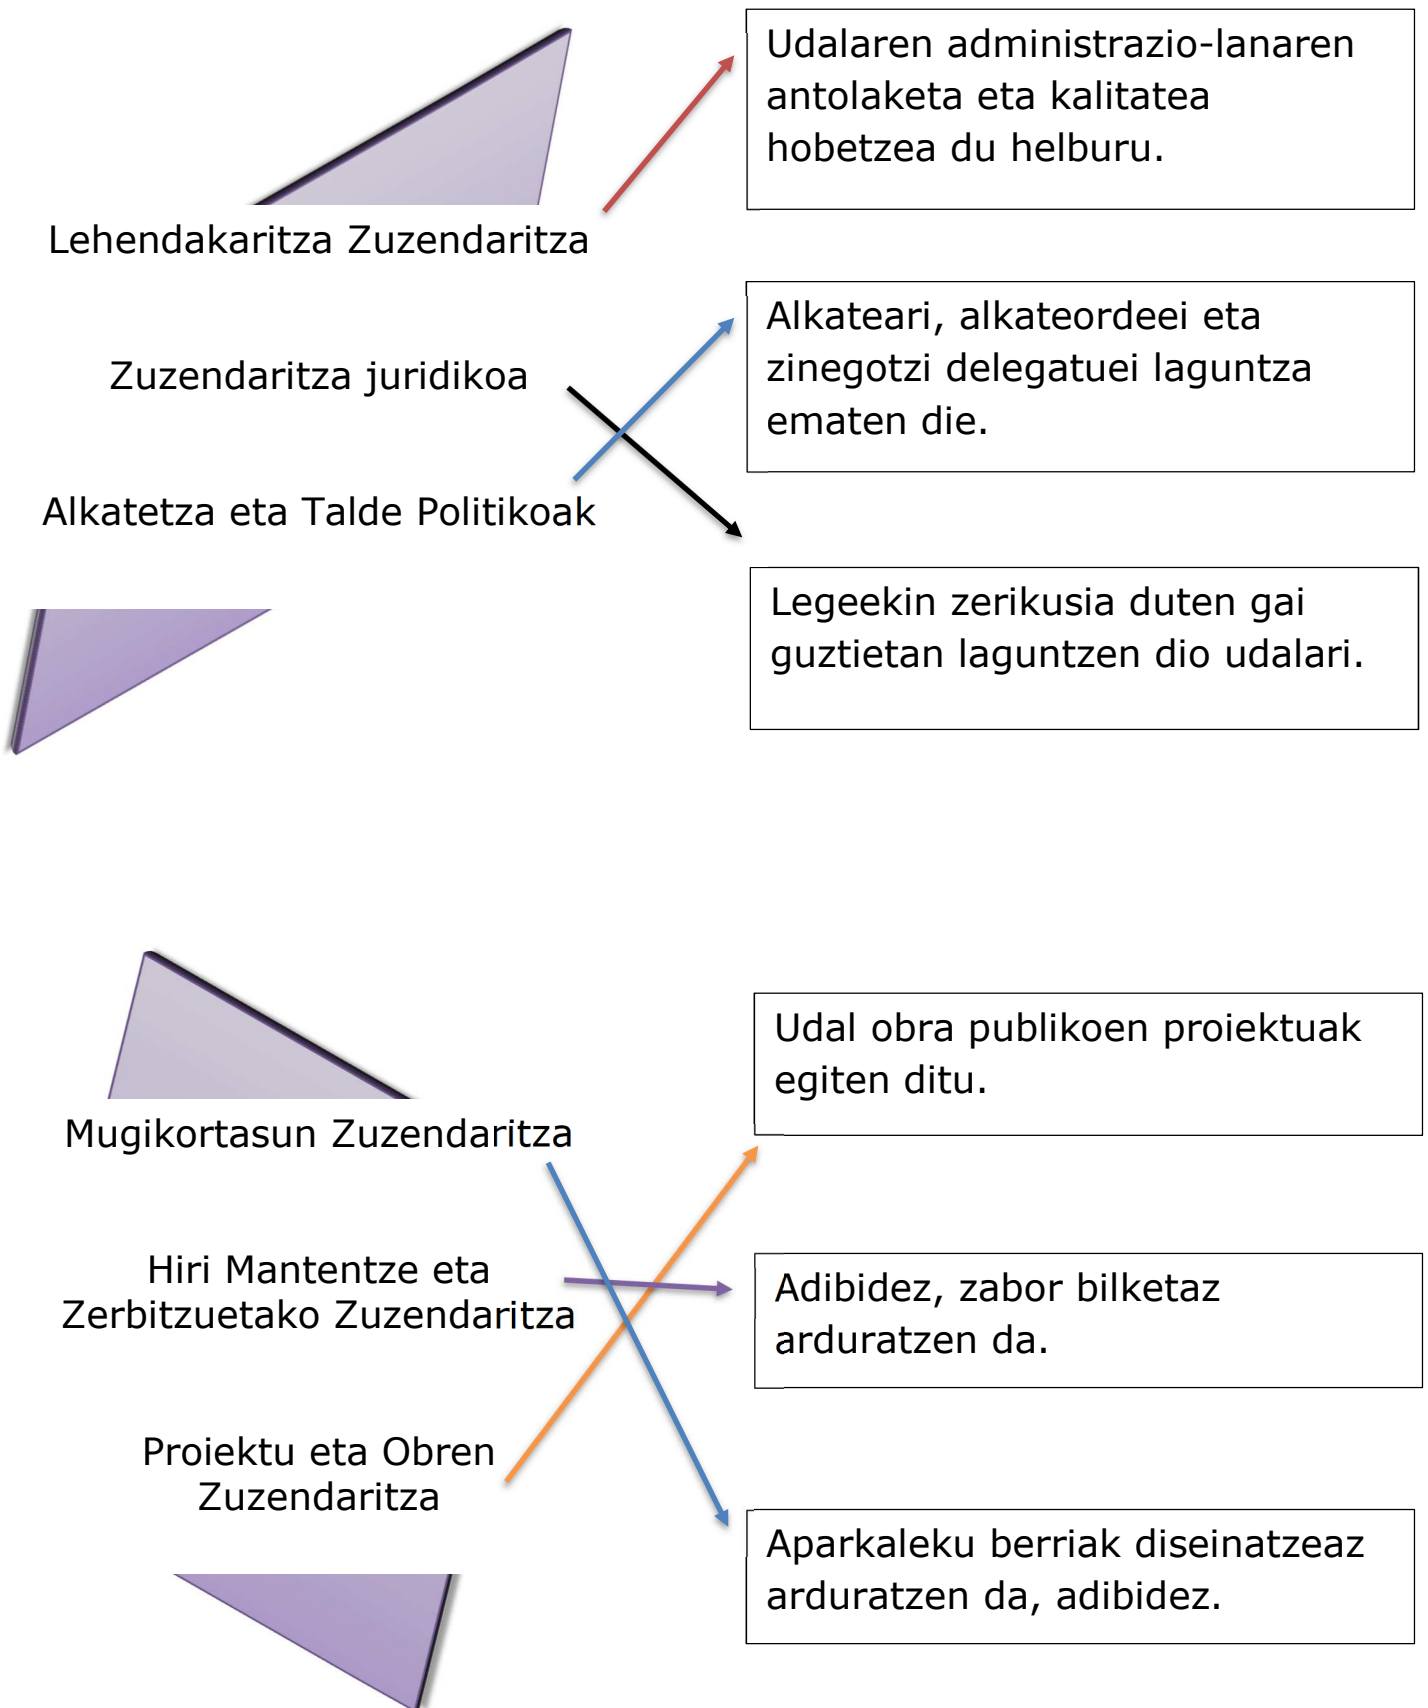 Udalaren administrazio-lanaren
antolaketa eta kalitatea
hobetzea du helburu.
Lehendakaritza Zuzendaritza
Alkateari, alkateordeei eta
zinegotzi delegatuei laguntza
ematen die.
Zuzendaritza juridikoa
Alkatetza eta Talde Politikoak
Legeekin zerikusia duten gai
guztietan laguntzen dio udalari.
Udal obra publikoen proiektuak
egiten ditu.
Mugikortasun Zuzendaritza
Hiri Mantentze eta
Zerbitzuetako Zuzendaritza
Adibidez, zabor bilketaz
arduratzen da.
Proiektu eta Obren
Zuzendaritza
Aparkaleku berriak diseinatzeaz
arduratzen da, adibidez.